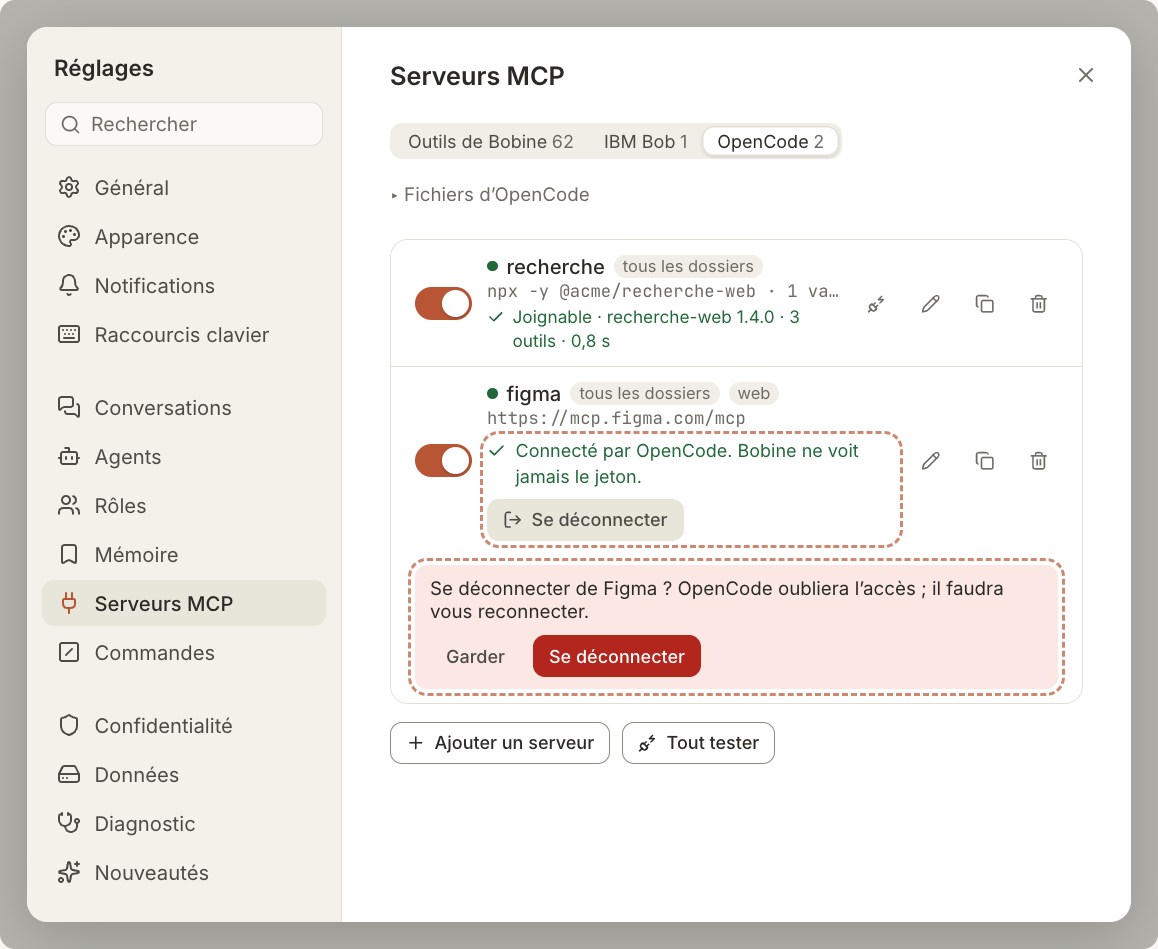 Réglages
Rechercher
Général
Apparence
Notifications
Raccourcis clavier
Conversations
Agents
Rôles
Mémoire
Serveurs MCP
Commandes
Confidentialité
Données
Diagnostic
Nouveautés
Serveurs MCP
Outils de Bobine 62 IBM Bob 1 OpenCode 2
Fichiers d’OpenCode
recherche tous les dossiers
npx -y @acme/recherche-web · 1 va…
Joignable · recherche-web 1.4.0 · 3
outils · 0,8 s
figma tous les dossiers web
https://mcp.figma.com/mcp
Connecté par OpenCode. Bobine ne voit
jamais le jeton.
Se déconnecter
Se déconnecter de Figma ? OpenCode oubliera l’accès ; il faudra
vous reconnecter.
Garder Se déconnecter
Ajouter un serveur Tout tester